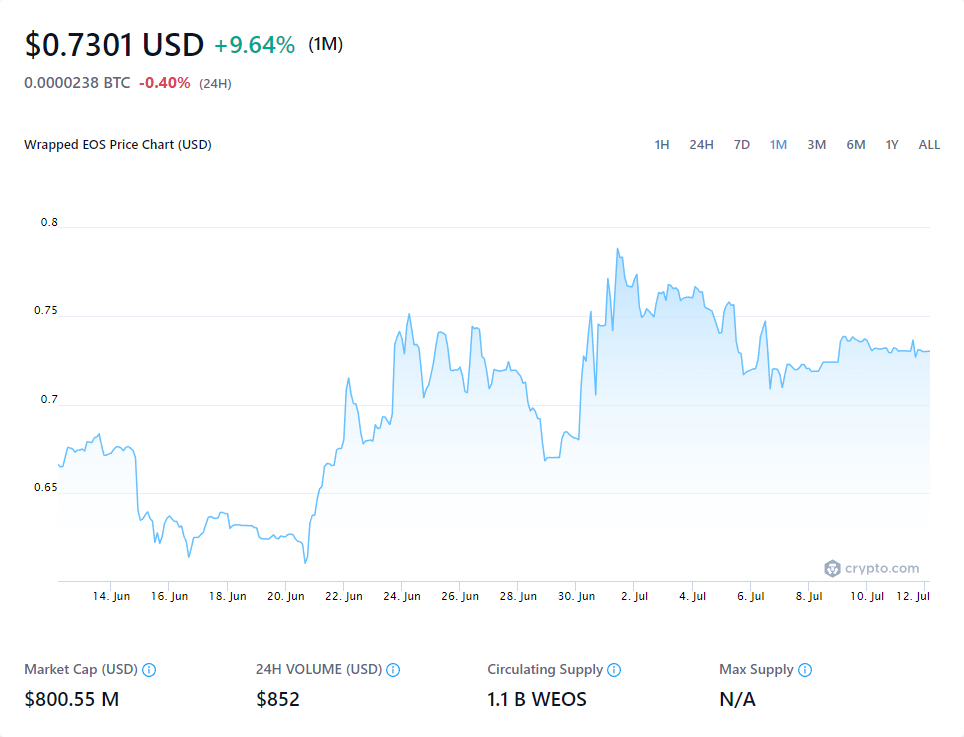 $0.7301 USD +9.64% (1M)
0.0000238 BTC -0.40% (24H)
Wrapped EOS Price Chart (USD) 1H 24H 7D 1M 3M 6M 1Y ALL
0.8
0.75
0.7
0.65
crypto.com
14. Jun 16. Jun 18. Jun 20. Jun 22. Jun 24. Jun 26. Jun 28. Jun 30. Jun 2. Jul 4. Jul 6. Jul 8. Jul 10. Jul 12. Jul
Market Cap (USD) 24H VOLUME (USD) Circulating Supply Max Supply
$800.55 M $852 1.1 B WEOS N/A